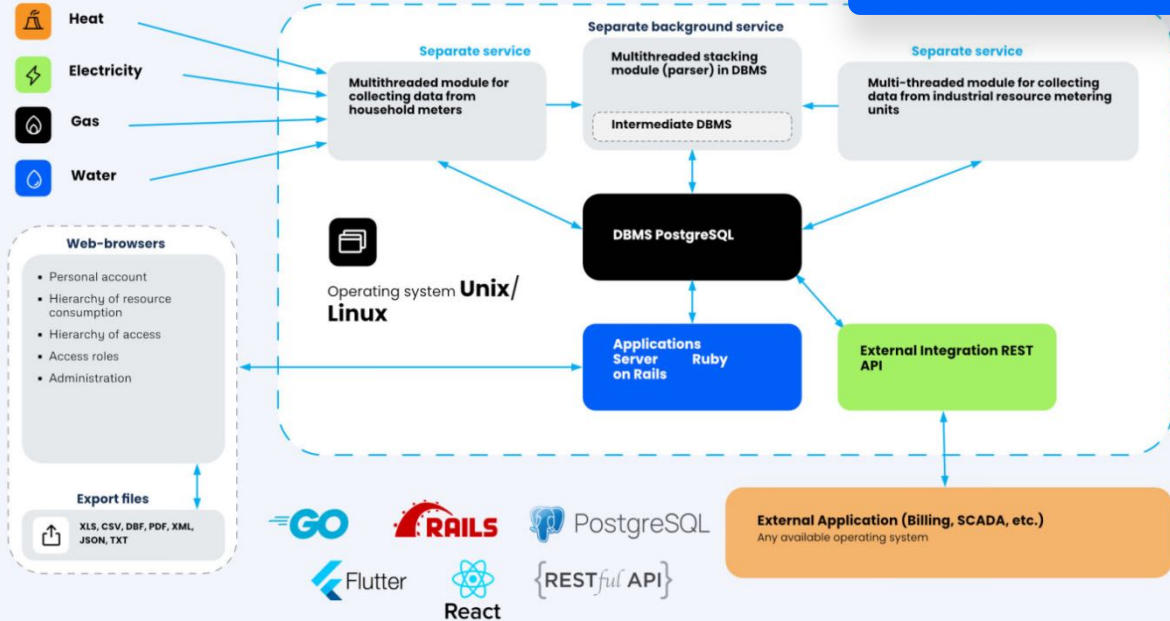 Heat
Electricity
Gas
Water
Separate background service
Separate service
Multithreaded module for
collecting data from
household meters
Multithreaded stacking
module (parser) in DBMS
Intermediate DBMS
Separate service
Multi-threaded module for collecting
data from industrial resource metering
units
DBMS PostgreSQL
Operating system Unix/
Linux
Applications
Server Ruby
on Rails
External Integration REST
API
Web-browsers
Personal account
Hierarchy of resource
consumption
Hierarchy of access
Access roles
Administration
Export files
XLS, CSV, DBF, PDF, XML,
JSON, TXT
External Application (Billing, SCADA, etc.)
Any available operating system
GO
RAILS
PostgreSQL
Flutter
React
{RESTful API}